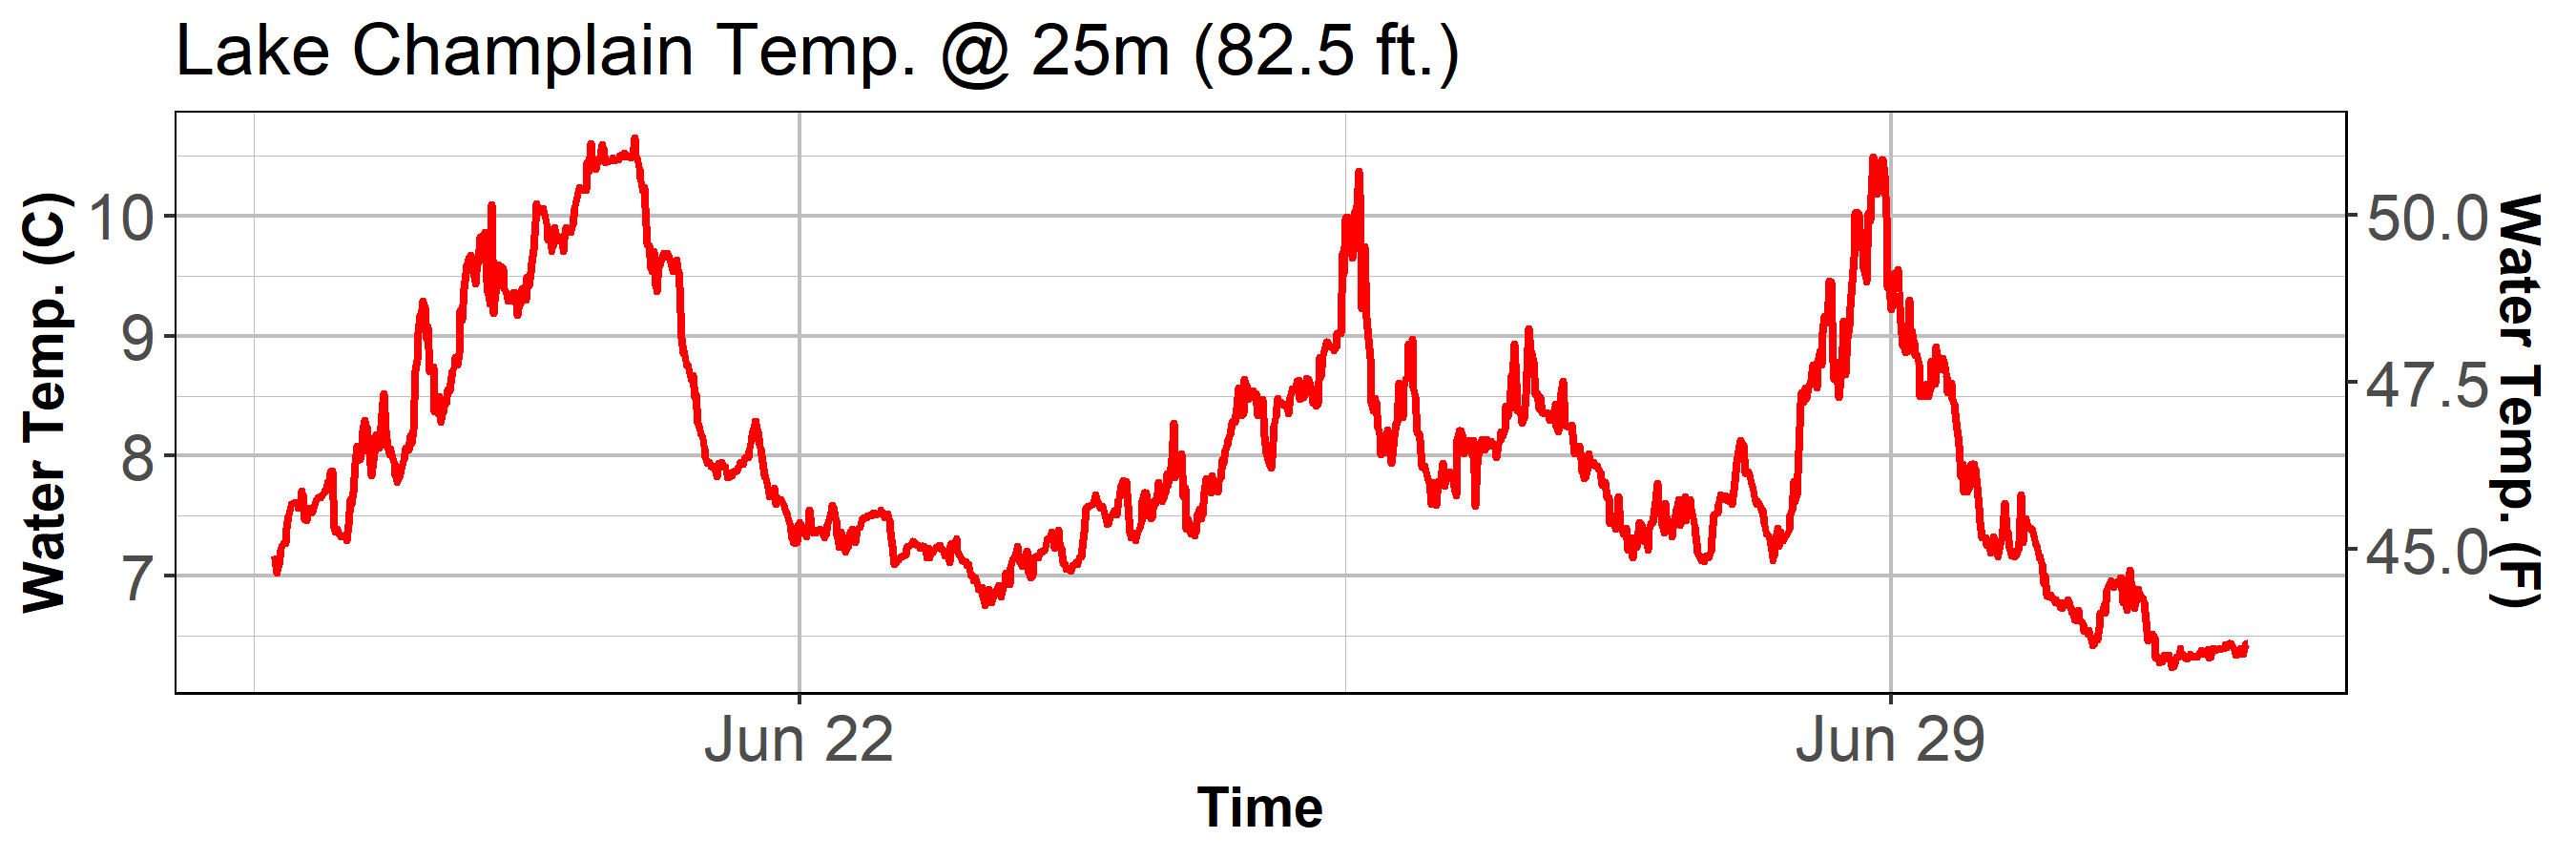 Lake Champlain Temp. @ 25m (82.5 ft.)
Water Temp. (C)
10
9
8
7
50.0
47.5
45.0
Water Temp. (F)
Jun 22
Jun 29
Time